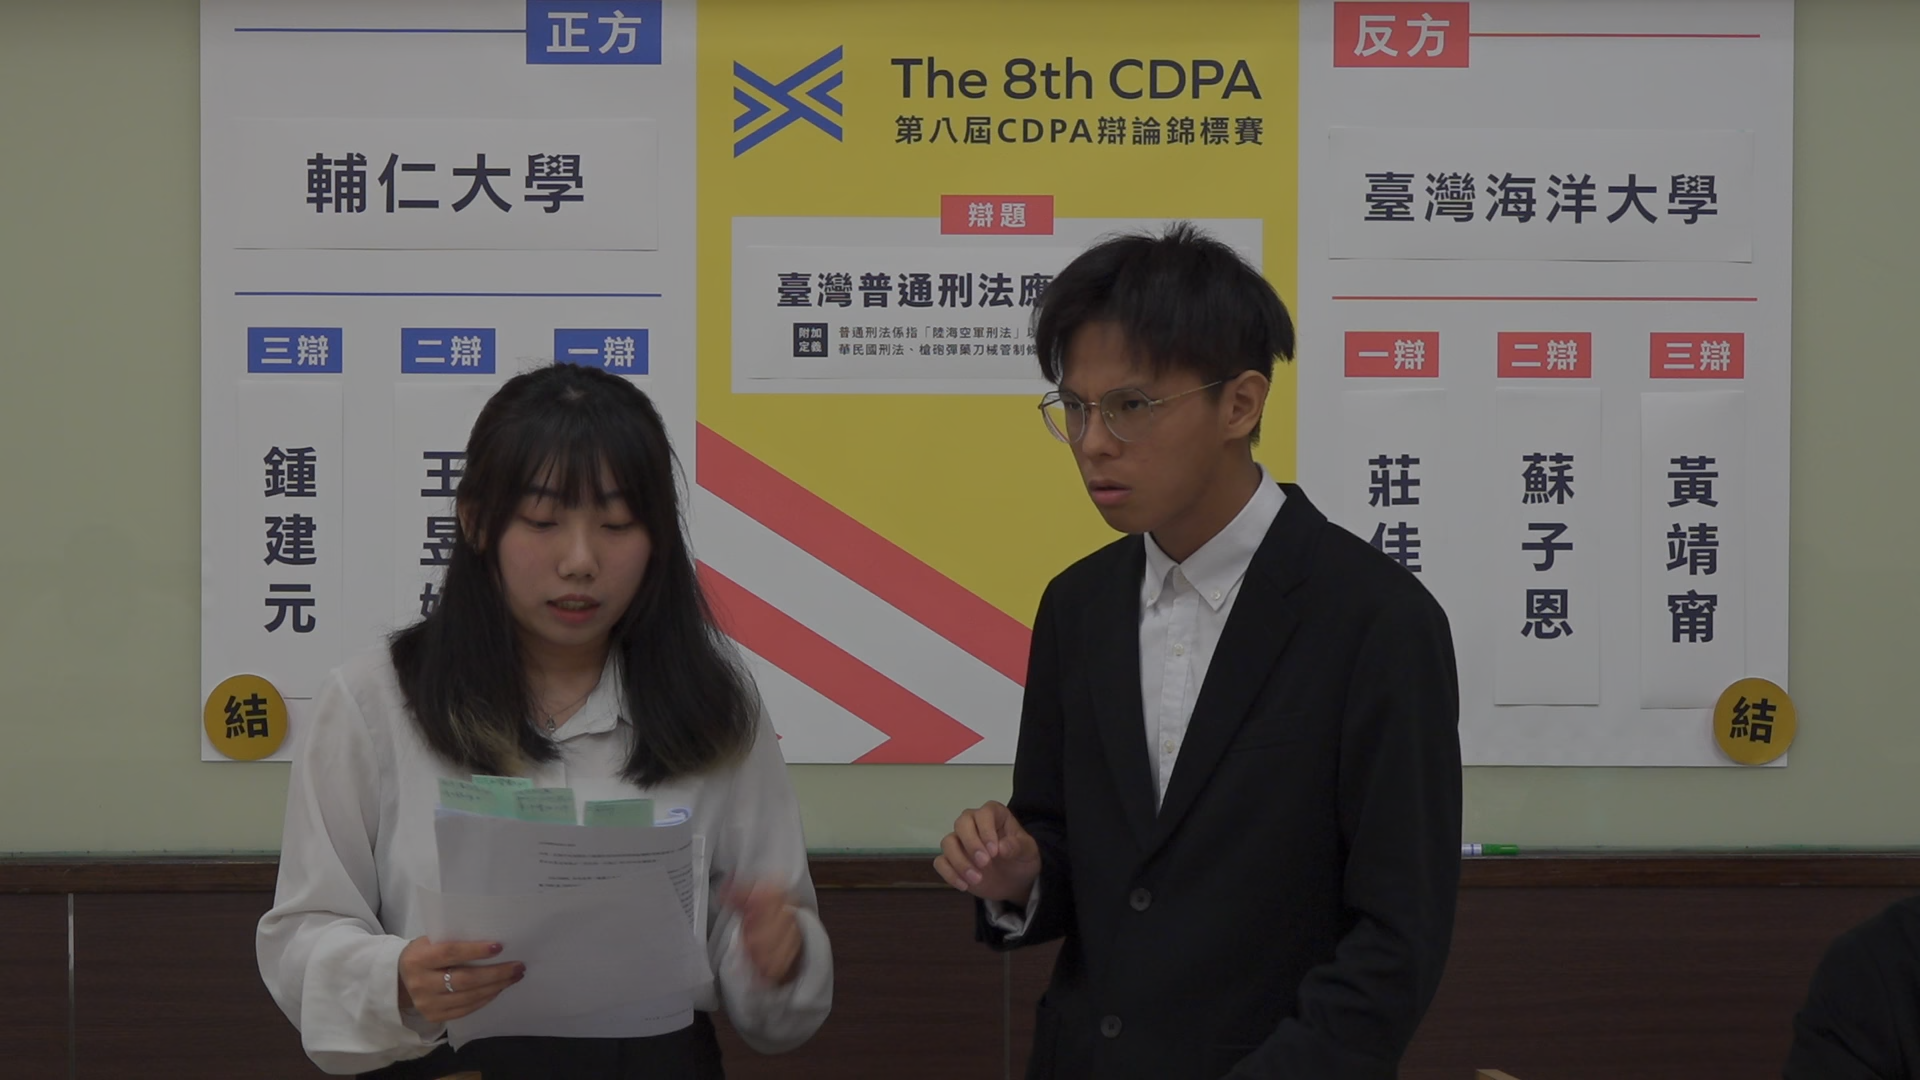 正方
輔仁大學
三辯
二辯
一辯
鍾建元
王昱
結
The 8th CDPA
第八屆CDPA辯論錦標賽
辯題
臺灣普通刑法應
附加定義
普通刑法係指「陸海空軍刑法」
華民國刑法、槍砲彈藥刀械管制條
反方
臺灣海洋大學
一辯
二辯
三辯
莊佳
蘇子恩
黃靖甯
結